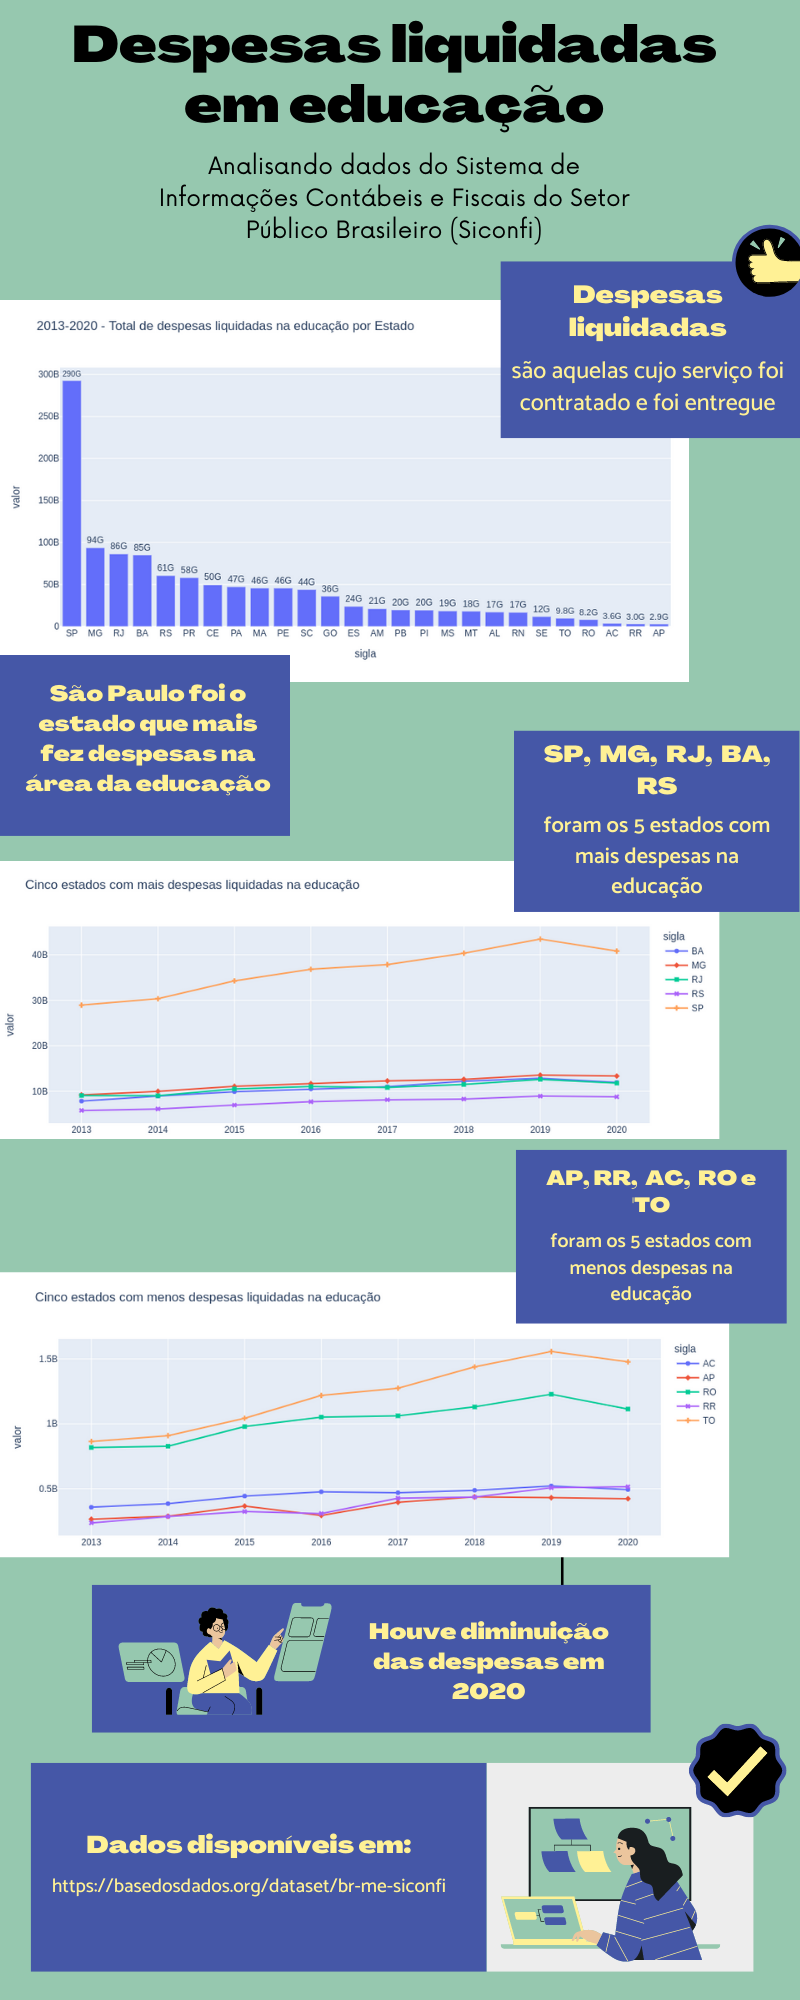 Despesas liquidadas
em educação
Analisando dados do Sistema de
Informações Contábeis e Fiscais do Setor
Público Brasileiro (Siconfi)
Despesas
liquidadas
são aquelas cujo serviço foi
contratado e foi entregue
2013-2020 - Total de despesas liquidadas na educação por Estado
300B
250B
200B
150B
100B
50B
0
valor
290G 94G 86G 85G 61G 58G 50G 47G 46G 46G 44G 36G 24G 21G 20G 20G 19G 18G 17G 17G 12G 9.8G 8.2G 3.6G 3.0G 2.9G
SP MG RJ BA RS PR CE PA MA PE SC GO ES AM PB PI MS MT AL RN SE TO RO AC RR AP
sigla
São Paulo foi o
estado que mais
fez despesas na
área da educação
SP, MG, RJ, BA,
RS
foram os 5 estados com
mais despesas na
educação
Cinco estados com mais despesas liquidadas na educação
40B
30B
20B
10B
valor
2013 2014 2015 2016 2017 2018 2019 2020
sigla
BA
MG
RJ
RS
SP
AP, RR, AC, RO e
TO
foram os 5 estados com
menos despesas na
educação
Cinco estados com menos despesas liquidadas na educação
1.5B
1B
0.5B
valor
2013 2014 2015 2016 2017 2018 2019 2020
sigla
AC
AP
RO
RR
TO
Houve diminuição
das despesas em
2020
Dados disponíveis em:
https://basedosdados.org/dataset/br-me-siconfi